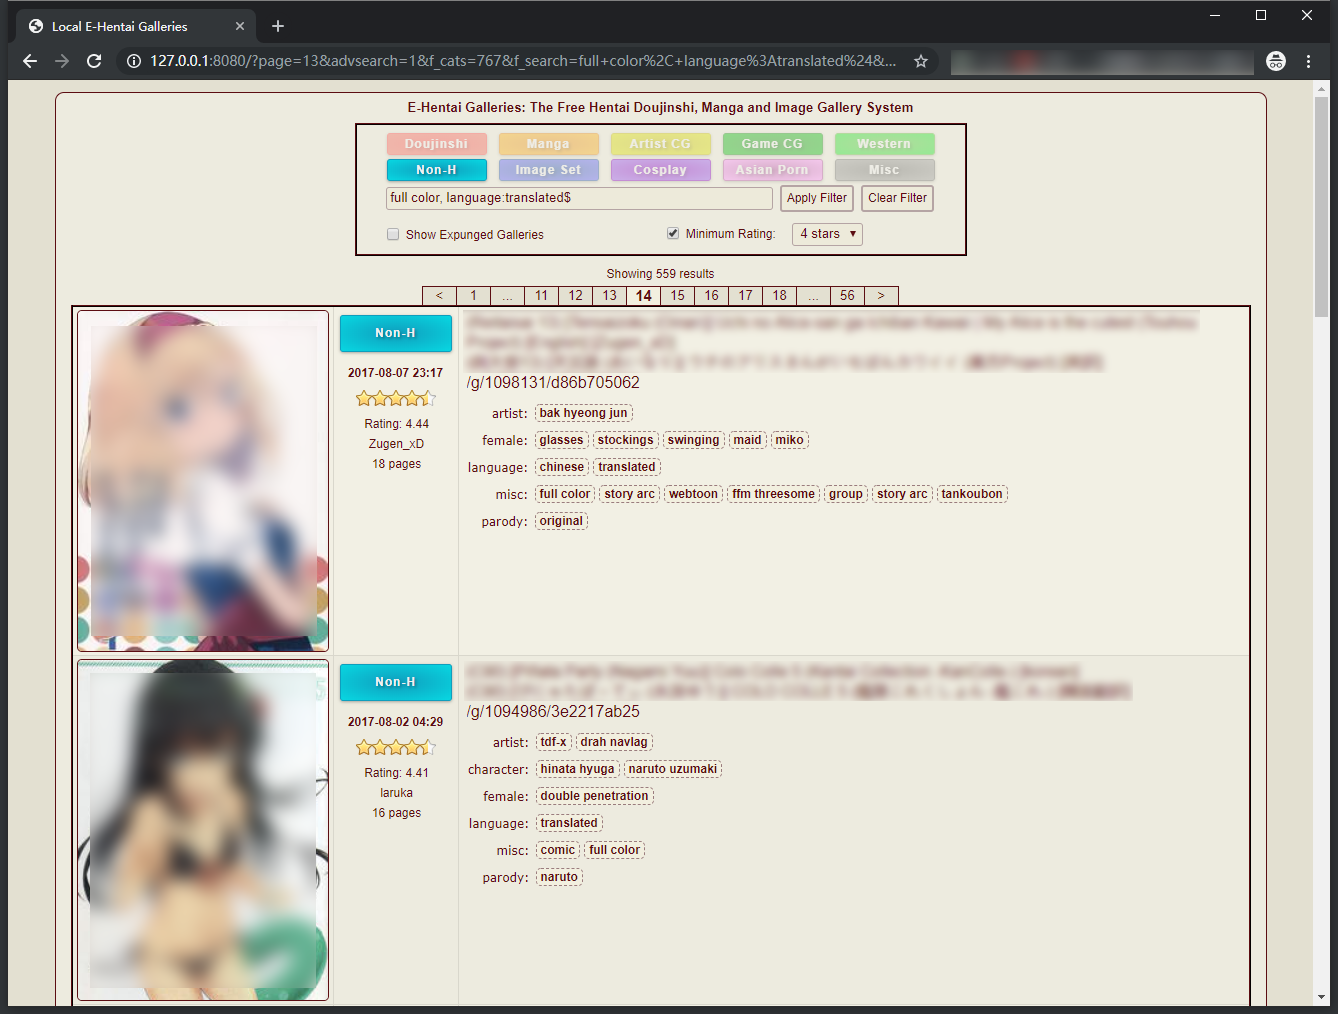 Local E-Hentai Galleries
127.0.0.1:8080/?page=13&advsearch=1&f_cats=767&f_search=full+color%2C+language%3Atranslated%24&...
E-Hentai Galleries: The Free Hentai Doujinshi, Manga and Image Gallery System
Doujinshi Manga Artist CG Game CG Western
Non-H Image Set Cosplay Asian Porn Misc
full color, language:translated$ Apply Filter Clear Filter
Show Expunged Galleries Minimum Rating: 4 stars
Showing 559 results
< 1 ... 11 12 13 14 15 16 17 18 ... 56 >
Non-H
2017-08-07 23:17
Rating: 4.44
Zugen_xD
18 pages
/g/1098131/d86b705062
artist: bak hyeong jun
female: glasses stockings swinging maid miko
language: chinese translated
misc: full color story arc webtoon ffm threesome group story arc tankoubon
parody: original
Non-H
2017-08-02 04:29
Rating: 4.41
laruka
16 pages
/g/1094986/3e2217ab25
artist: tdf-x drah navlag
character: hinata hyuga naruto uzumaki
female: double penetration
language: translated
misc: comic full color
parody: naruto